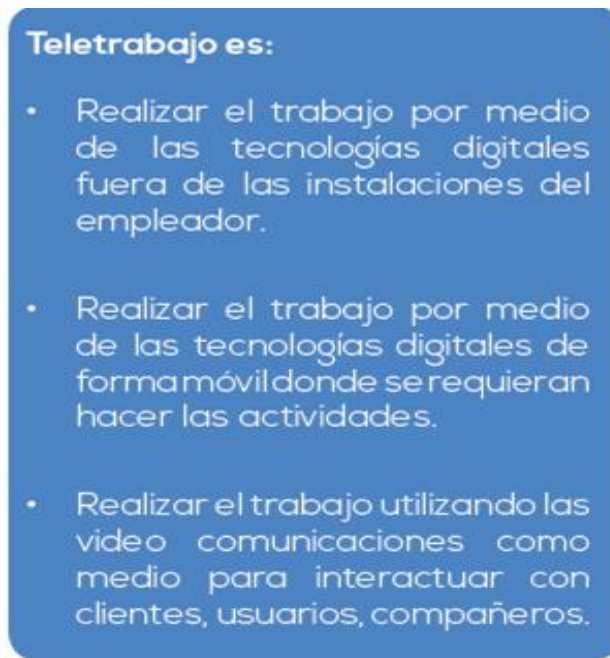 Teletrabajo es:
• Realizar el trabajo por medio
de las tecnologías digitales
fuera de las instalaciones del
empleador.
• Realizar el trabajo por medio
de las tecnologías digitales de
forma móvil donde se requieran
hacer las actividades.
• Realizar el trabajo utilizando las
video comunicaciones como
medio para interactuar con
clientes, usuarios, compañeros.